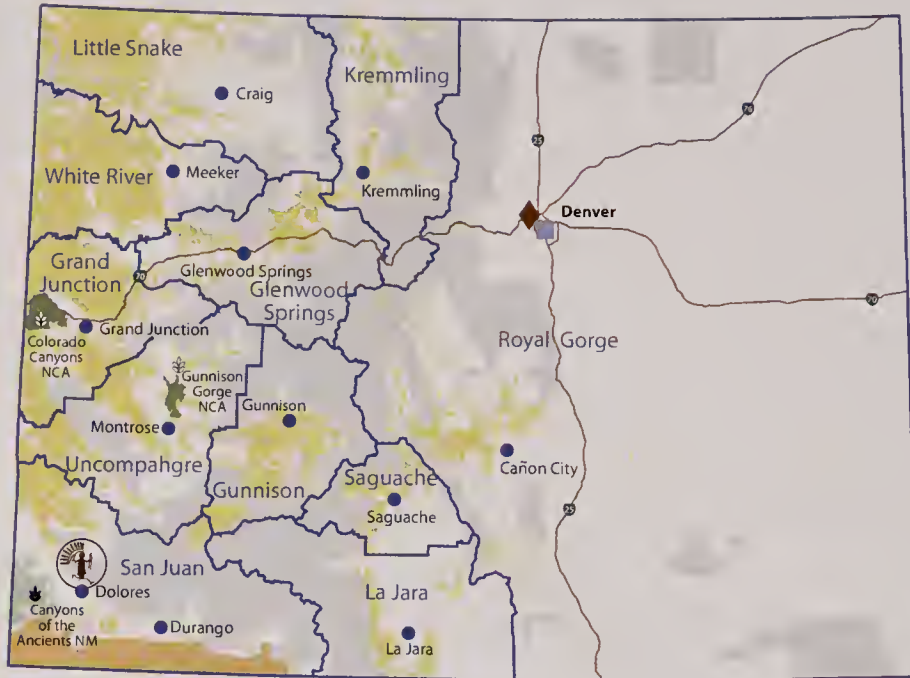 Little Snake
Craig
Kremmling
25
76
White River
Meeker
Kremmling
Denver
Grand
Junction
70
Glenwood Springs
Glenwood
Springs
70
Grand Junction
Colorado
Canyons
NCA
Royal Gorge
Gunnison
Gorge
NCA
Gunnison
Montrose
Uncompahgre
Cañon City
Gunnison
Saguache
Saguache
25
San Juan
Dolores
La Jara
Canyons
of the
Ancients NM
Durango
La Jara